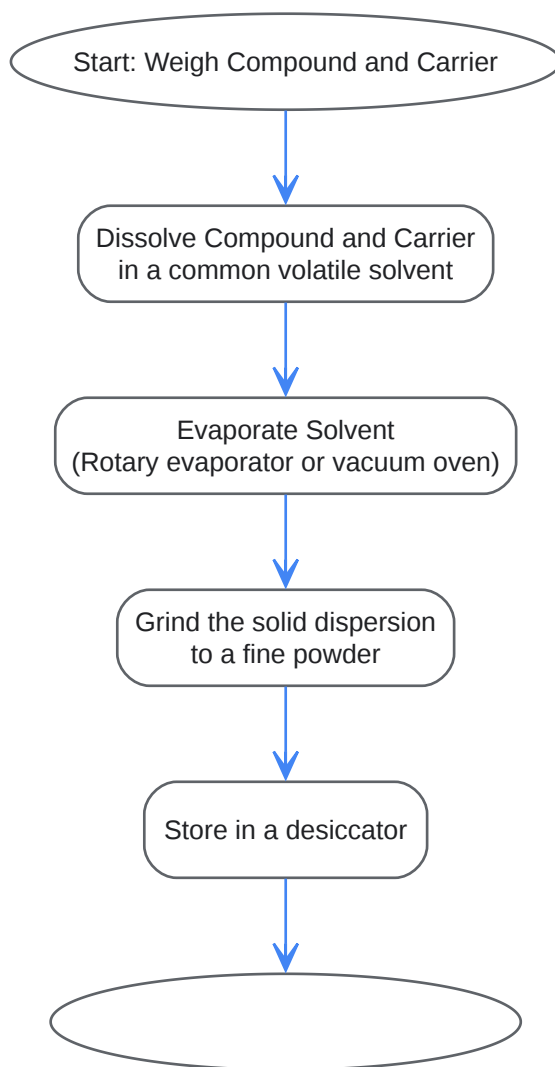 Start: Weigh Compound and Carrier
Dissolve Compound and Carrier
in a common volatile solvent
Evaporate Solvent
(Rotary evaporator or vacuum oven)
Grind the solid dispersion
to a fine powder
Store in a desiccator